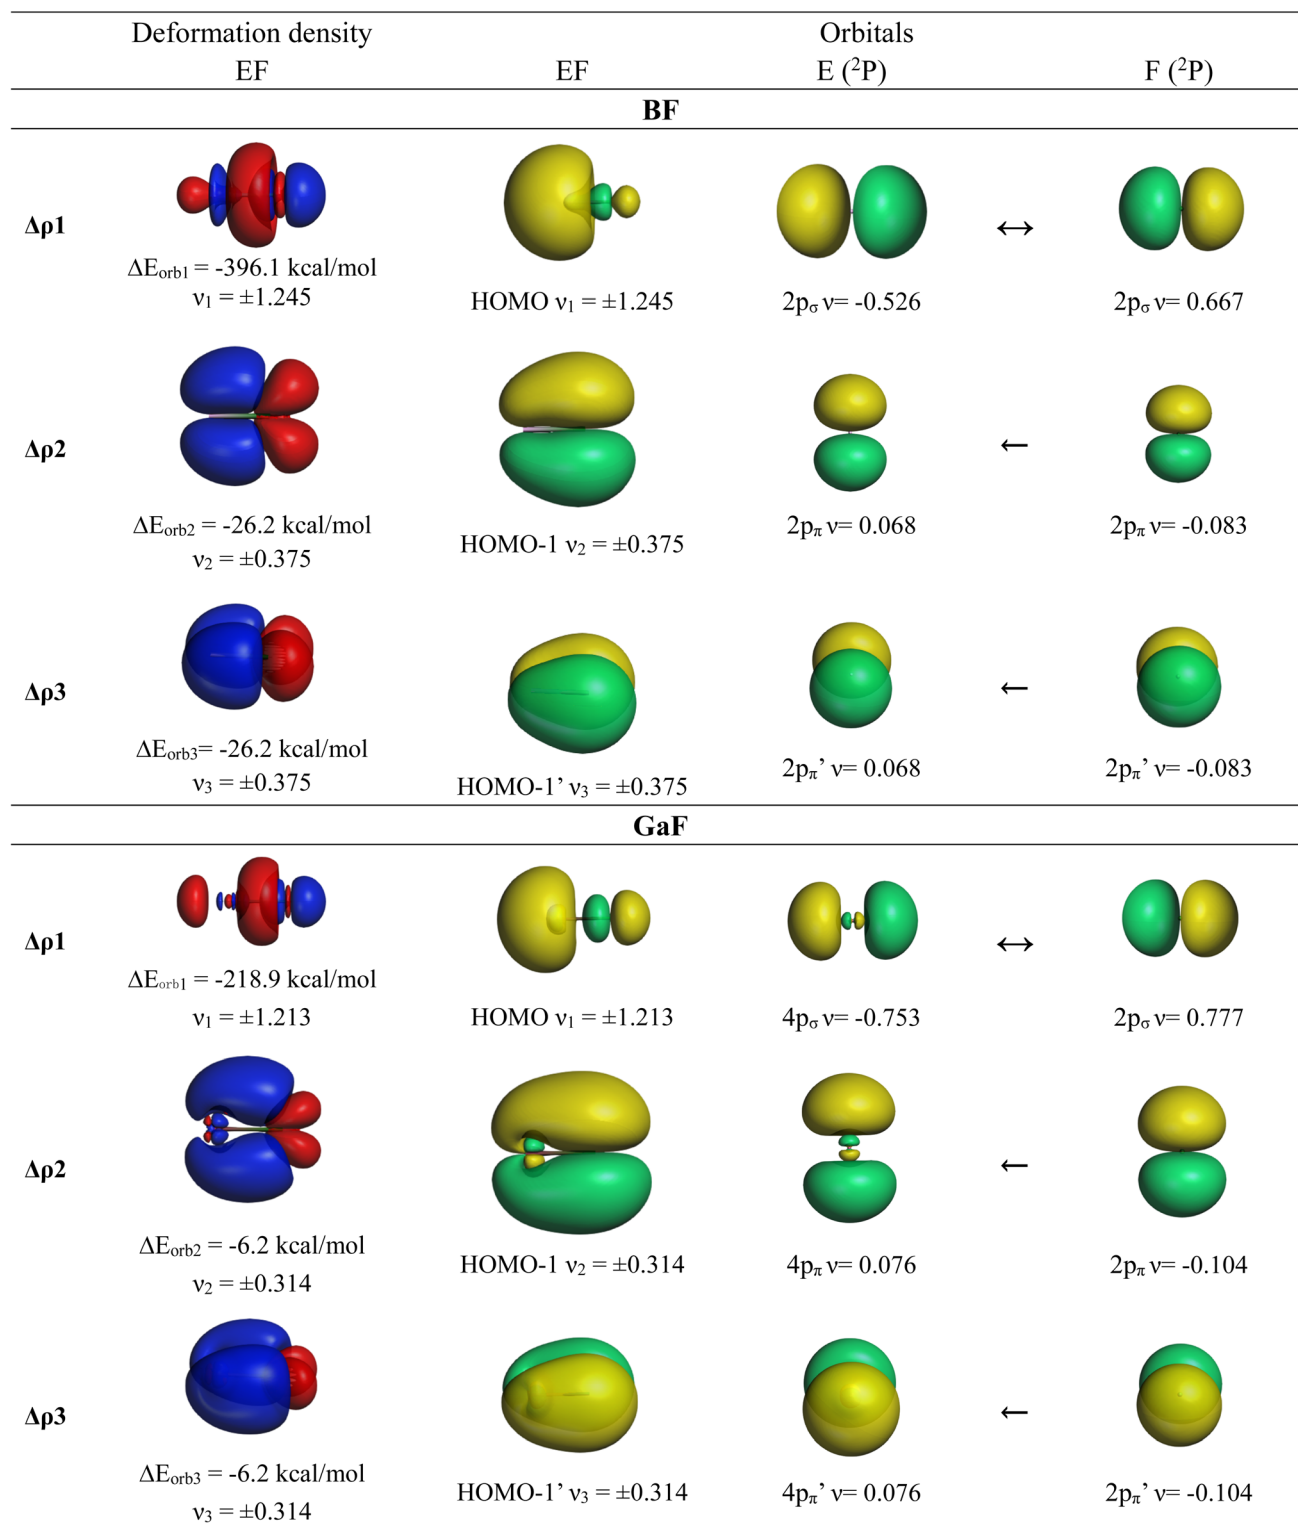 Deformation density Orbitals
EF EF E (²P) F (²P)
BF
Δρ1
ΔEorb1 = -396.1 kcal/mol
ν₁ = ±1.245 HOMO ν₁ = ±1.245 2pσ ν= -0.526 ↔ 2pσ ν= 0.667
Δρ2
ΔEorb2 = -26.2 kcal/mol 2pπ ν= 0.068 ← 2pπ ν= -0.083
ν₂ = ±0.375 HOMO-1 ν₂ = ±0.375
Δρ3
ΔEorb3= -26.2 kcal/mol
ν₃ = ±0.375 HOMO-1’ ν₃ = ±0.375 2pπ’ ν= 0.068 ← 2pπ’ ν= -0.083
GaF
Δρ1
ΔEorb1 = -218.9 kcal/mol
ν₁ = ±1.213 HOMO ν₁ = ±1.213 4pσ ν= -0.753 ↔ 2pσ ν= 0.777
Δρ2
ΔEorb2 = -6.2 kcal/mol HOMO-1 ν₂ = ±0.314 4pπ ν= 0.076 ← 2pπ ν= -0.104
ν₂ = ±0.314
Δρ3
ΔEorb3 = -6.2 kcal/mol HOMO-1’ ν₃ = ±0.314 4pπ’ ν= 0.076 ← 2pπ’ ν= -0.104
ν₃ = ±0.314